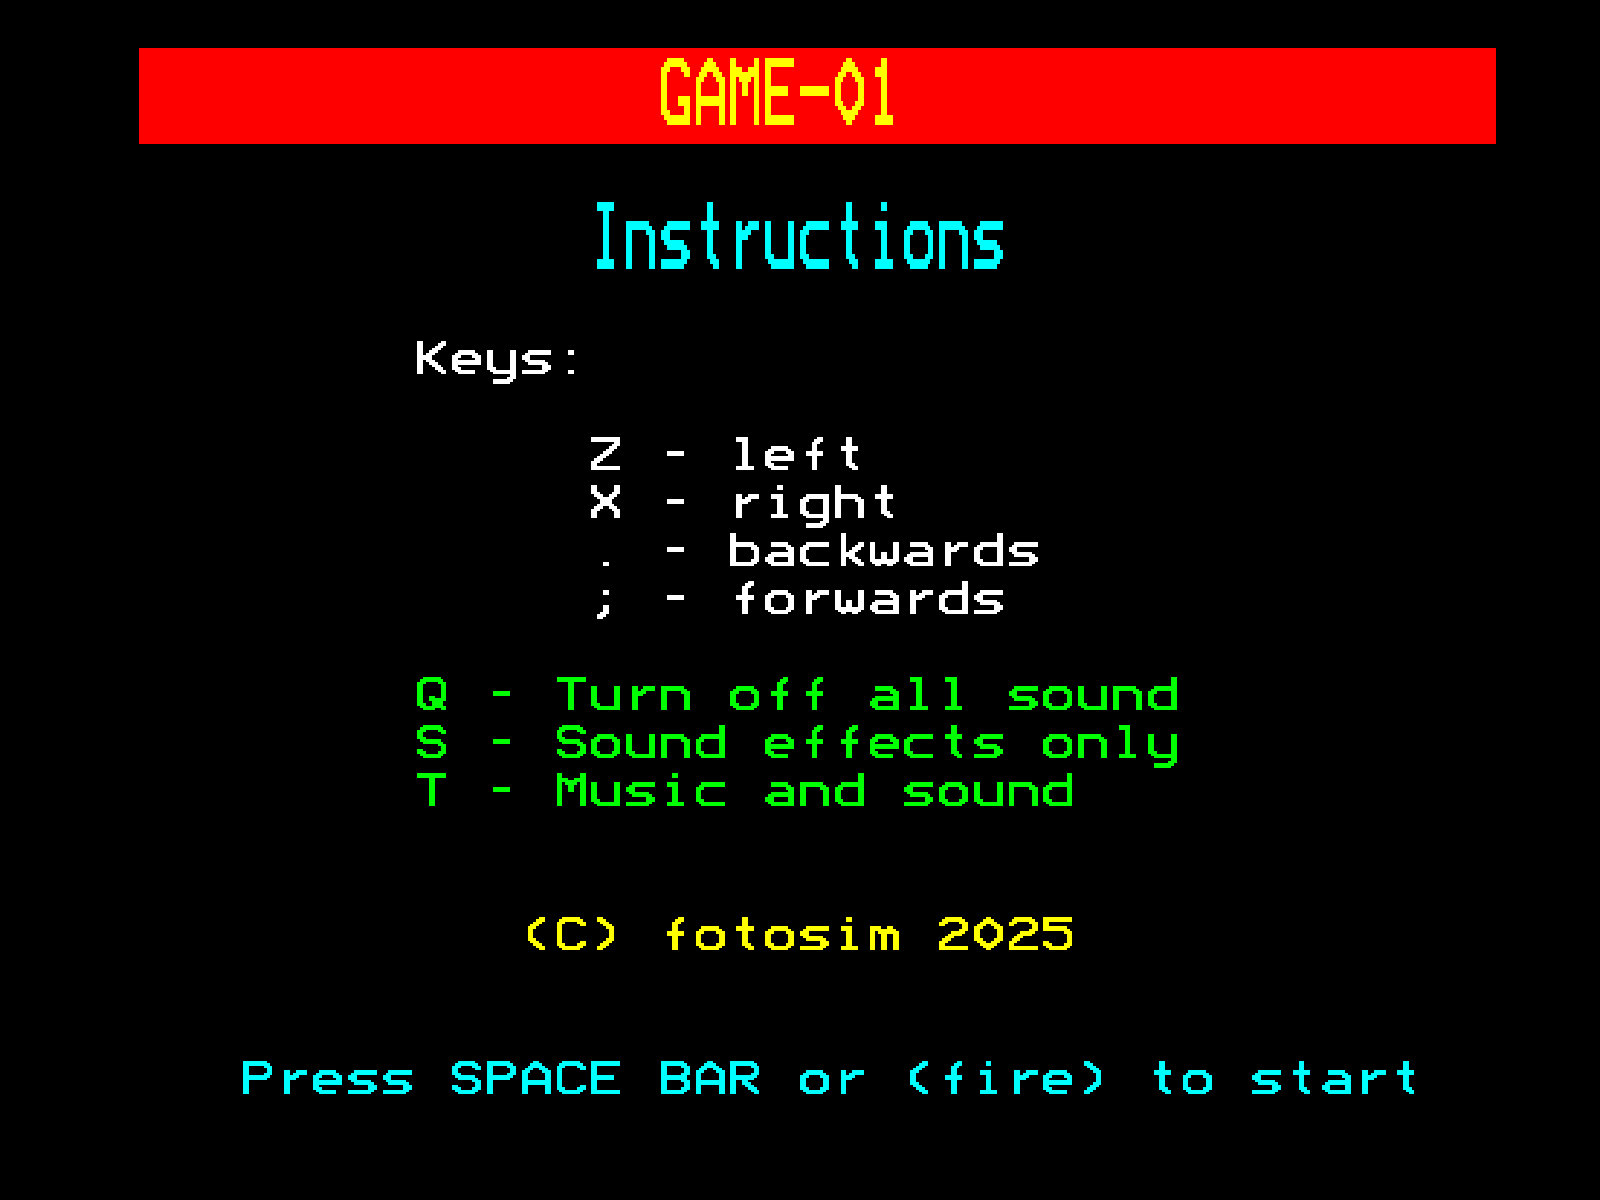 GAME-01
Instructions
Keys:
Z - left
X - right
. - backwards
; - forwards
Q - Turn off all sound
S - Sound effects only
T - Music and sound
(C) fotosim 2025
Press SPACE BAR or (fire) to start